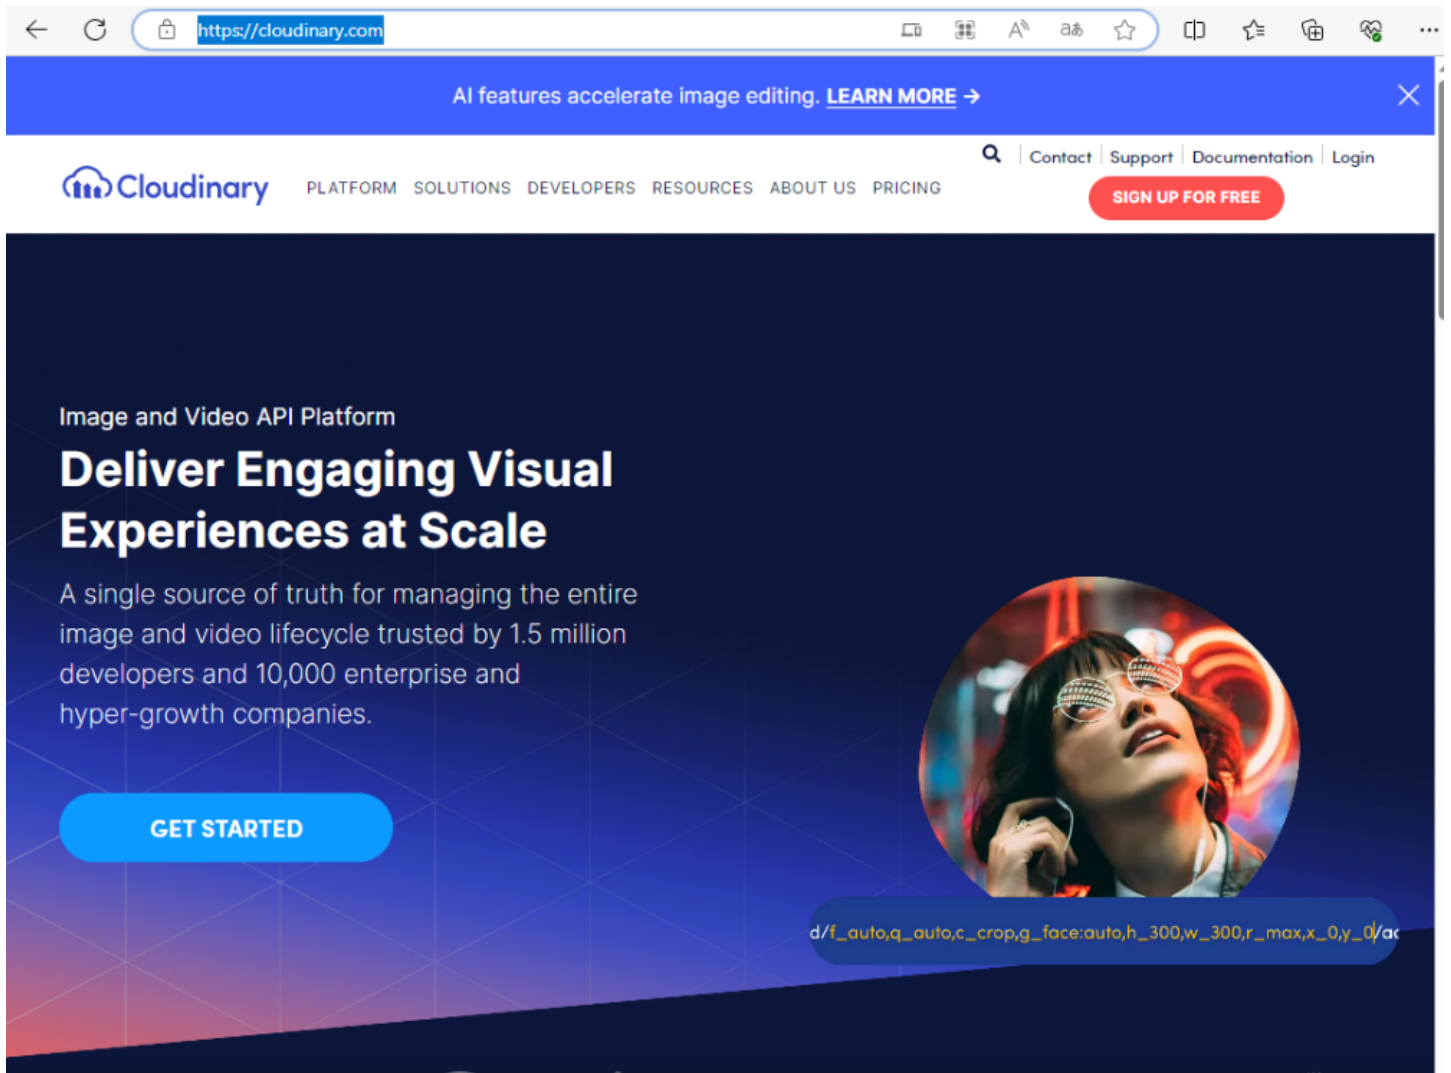 https://cloudinary.com
AI features accelerate image editing. LEARN MORE →
Contact Support Documentation Login
Cloudinary PLATFORM SOLUTIONS DEVELOPERS RESOURCES ABOUT US PRICING
SIGN UP FOR FREE
Image and Video API Platform
Deliver Engaging Visual
Experiences at Scale
A single source of truth for managing the entire
image and video lifecycle trusted by 1.5 million
developers and 10,000 enterprise and
hyper-growth companies.
GET STARTED
d/f_auto,q_auto,c_crop,g_face:auto,h_300,w_300,r_max,x_0,y_0/ac